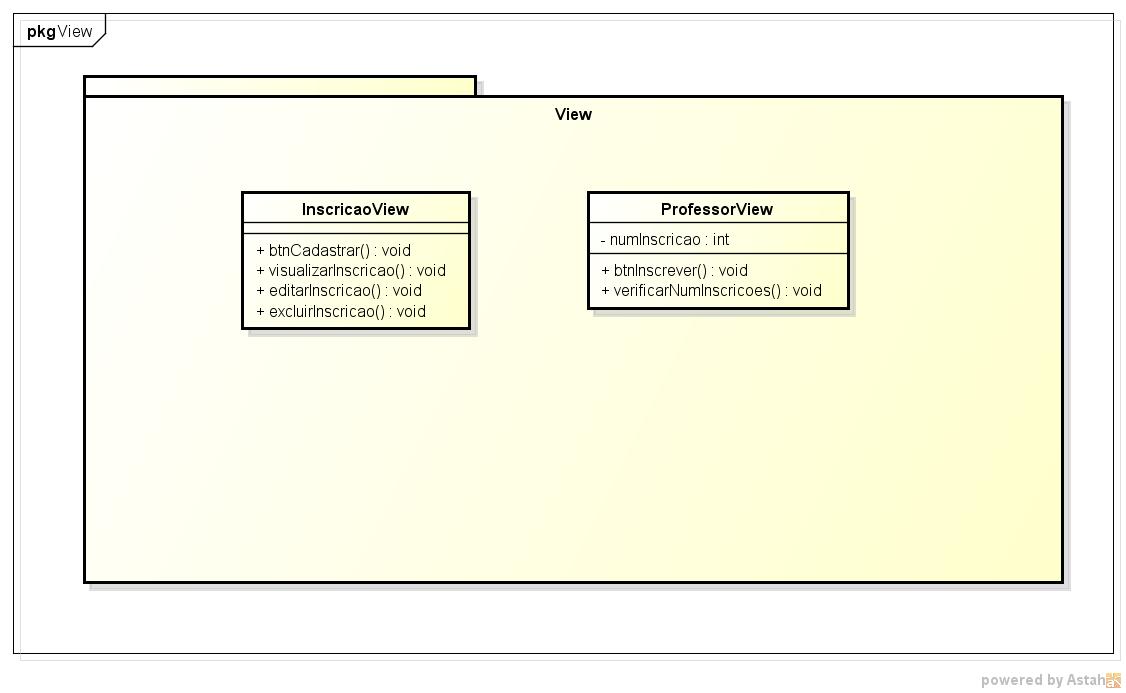 pkg View
View
InscricaoView
+ btnCadastrar() : void
+ visualizarInscricao() : void
+ editarInscricao() : void
+ excluirInscricao() : void
ProfessorView
- numInscricao : int
+ btnInscrever() : void
+ verificarNumInscricoes() : void
powered by Astah